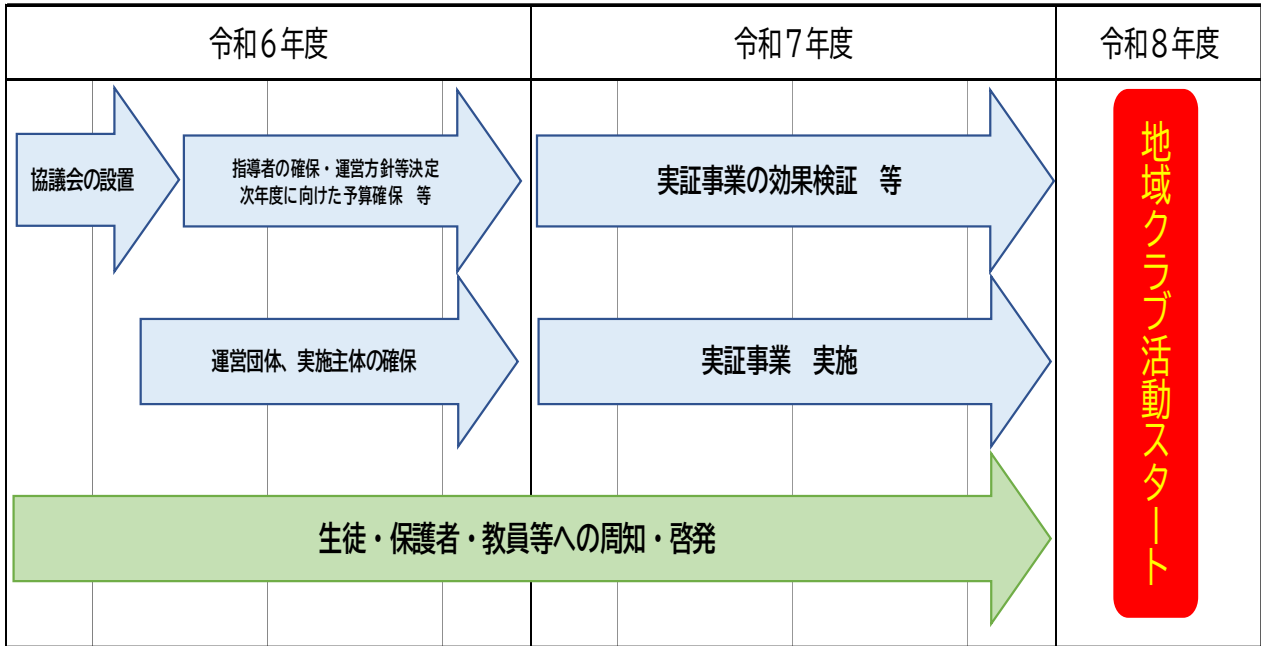 令和６年度
令和７年度
令和８年度
協議会の設置
指導者の確保・運営方針等決定
次年度に向けた予算確保　等
実証事業の効果検証　等
運営団体、実施主体の確保
実証事業　実施
生徒・保護者・教員等への周知・啓発
地域クラブ活動スタート